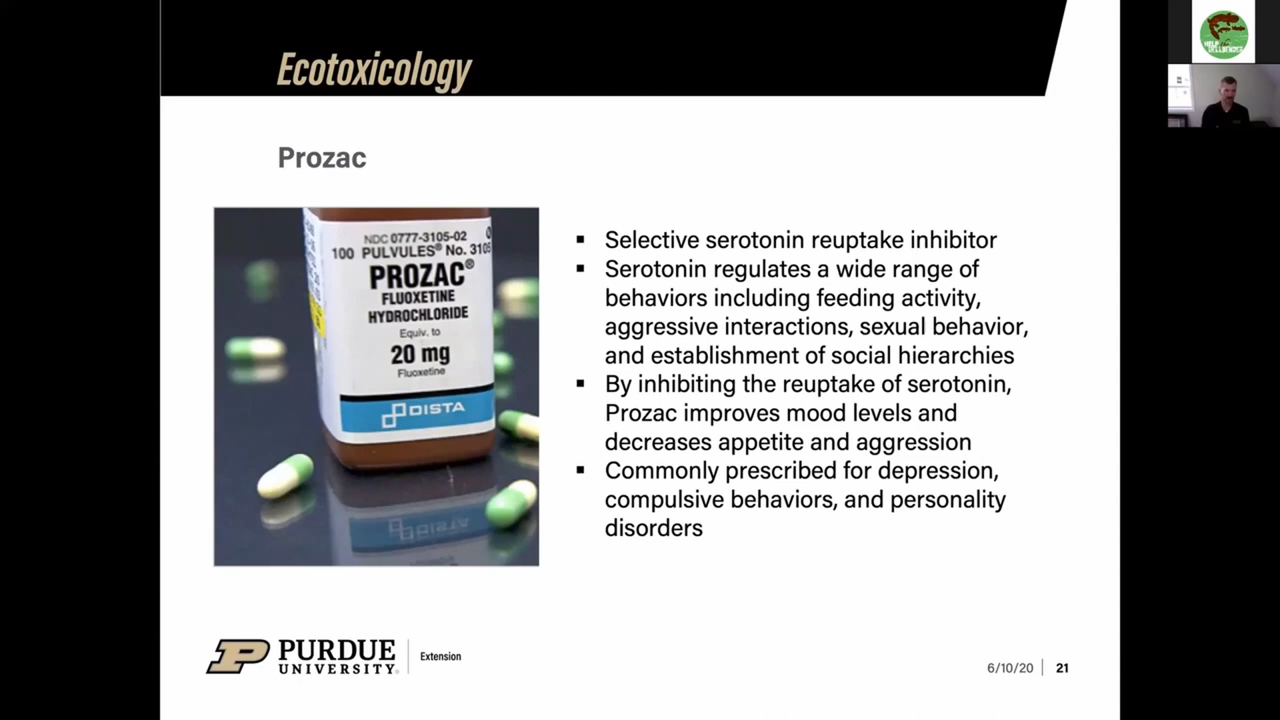 Ecotoxicology
Prozac
NDC 0777-3105-02
100 PULVULES® No. 3105
PROZAC®
FLUOXETINE
HYDROCHLORIDE
Equiv. to
20 mg
Fluoxetine
DISTA
▪ Selective serotonin reuptake inhibitor
▪ Serotonin regulates a wide range of
behaviors including feeding activity,
aggressive interactions, sexual behavior,
and establishment of social hierarchies
▪ By inhibiting the reuptake of serotonin,
Prozac improves mood levels and
decreases appetite and aggression
▪ Commonly prescribed for depression,
compulsive behaviors, and personality
disorders
PURDUE
UNIVERSITY®
Extension
6/10/20 | 21
HELP
HELLBENDER